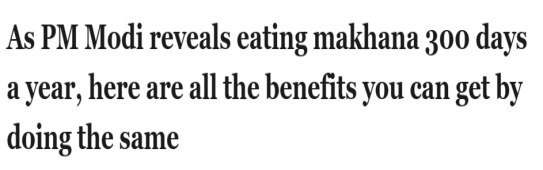 As PM Modi reveals eating makhana 300 days
a year, here are all the benefits you can get by
doing the same